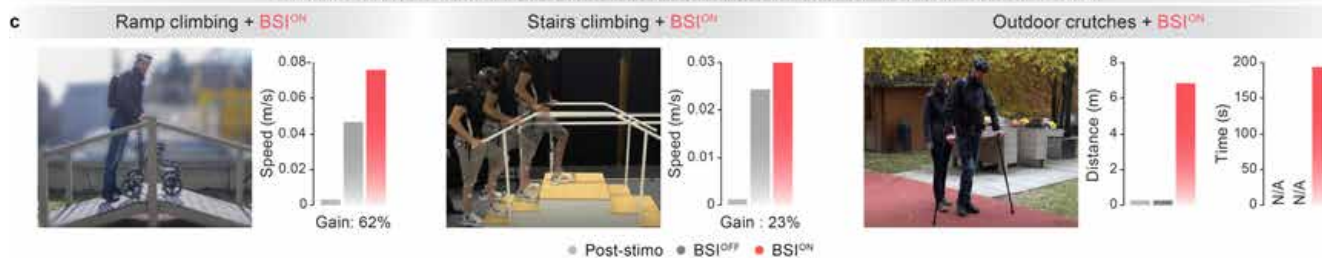 c
Ramp climbing + BSI^ON
Stairs climbing + BSI^ON
Outdoor crutches + BSI^ON
Speed (m/s)
0.08
0.06
0.04
0.02
0
Gain: 62%
Speed (m/s)
0.03
0.02
0.01
0
Gain : 23%
Distance (m)
8
6
4
2
0
Time (s)
200
150
100
50
0
N/A
N/A
Post-stimo
BSI^OFF
BSI^ON